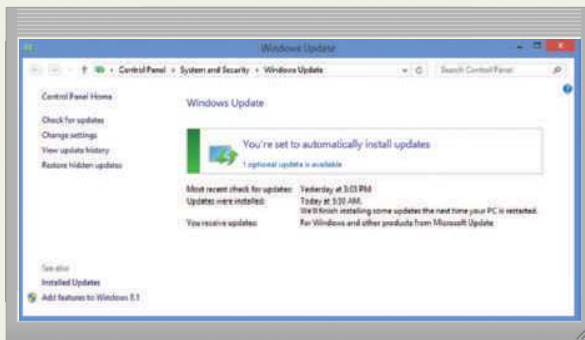 Windows Update
Control Panel System and Security Windows Update
Search Control Panel
Control Panel Home
Check for updates
Change settings
View update history
Restore hidden updates
Windows Update
You're set to automatically install updates
1 optional update is available
Most recent check for updates: Yesterday at 5:03 PM
Updates were installed: Today at 5:50 AM.
We'll finish installing some updates the next time your PC is restarted.
You receive updates: For Windows and other products from Microsoft Update
See also
Installed Updates
Add features to Windows 8.1